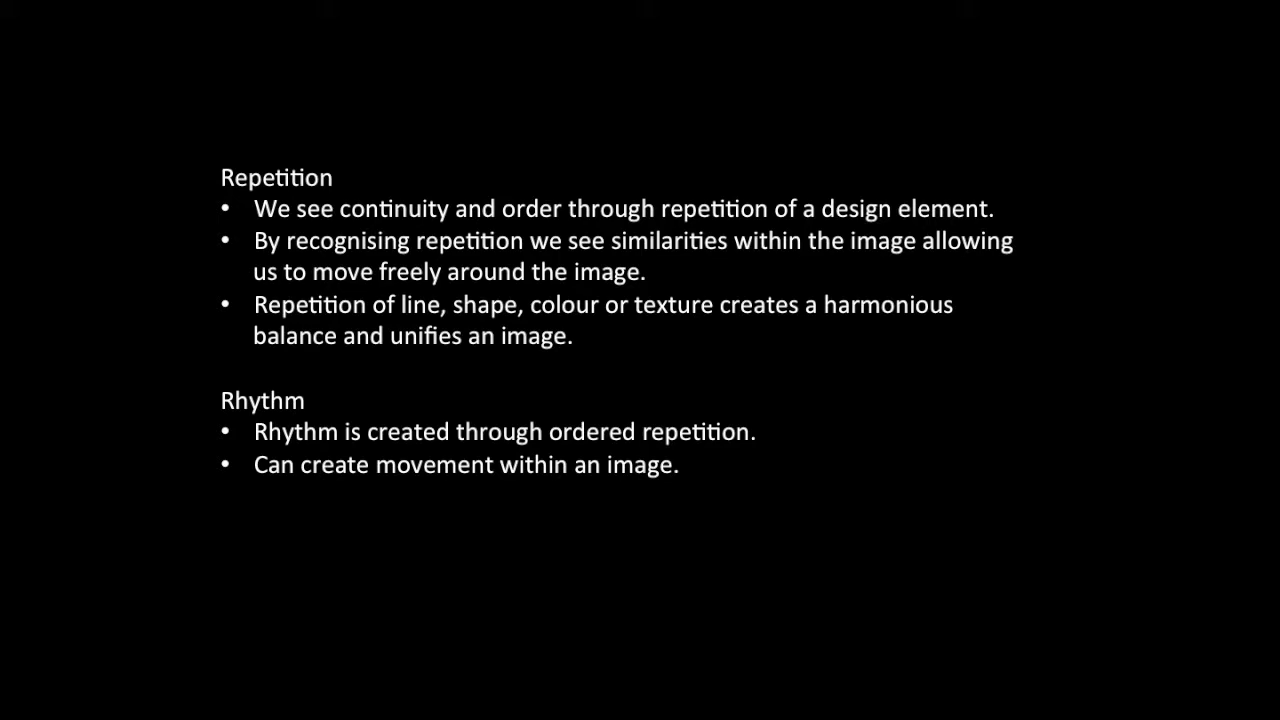 Repetition
• We see continuity and order through repetition of a design element.
• By recognising repetition we see similarities within the image allowing
us to move freely around the image.
• Repetition of line, shape, colour or texture creates a harmonious
balance and unifies an image.
Rhythm
• Rhythm is created through ordered repetition.
• Can create movement within an image.